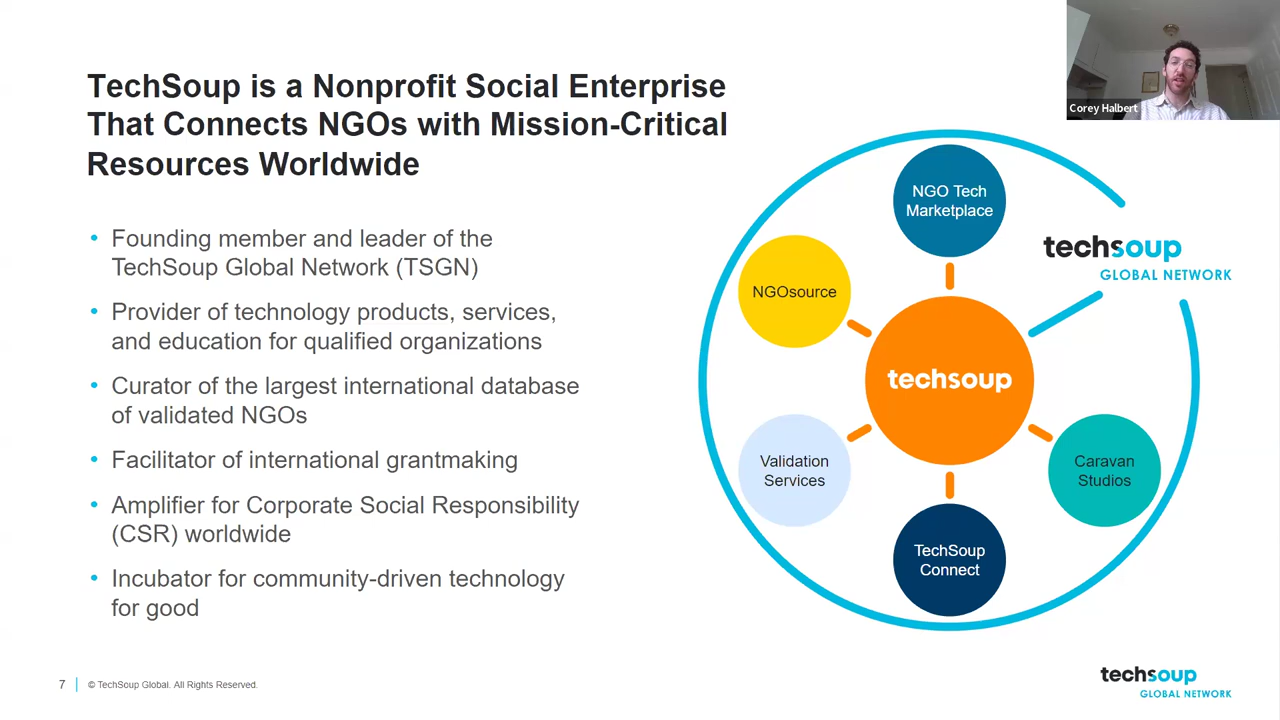 TechSoup is a Nonprofit Social Enterprise
That Connects NGOs with Mission-Critical
Resources Worldwide
• Founding member and leader of the
TechSoup Global Network (TSGN)
• Provider of technology products, services,
and education for qualified organizations
• Curator of the largest international database
of validated NGOs
• Facilitator of international grantmaking
• Amplifier for Corporate Social Responsibility
(CSR) worldwide
• Incubator for community-driven technology
for good
Corey Halbert
NGO Tech
Marketplace
techsoup
GLOBAL NETWORK
NGOsource
techsoup
Validation
Services
Caravan
Studios
TechSoup
Connect
7
© TechSoup Global. All Rights Reserved.
techsoup
GLOBAL NETWORK